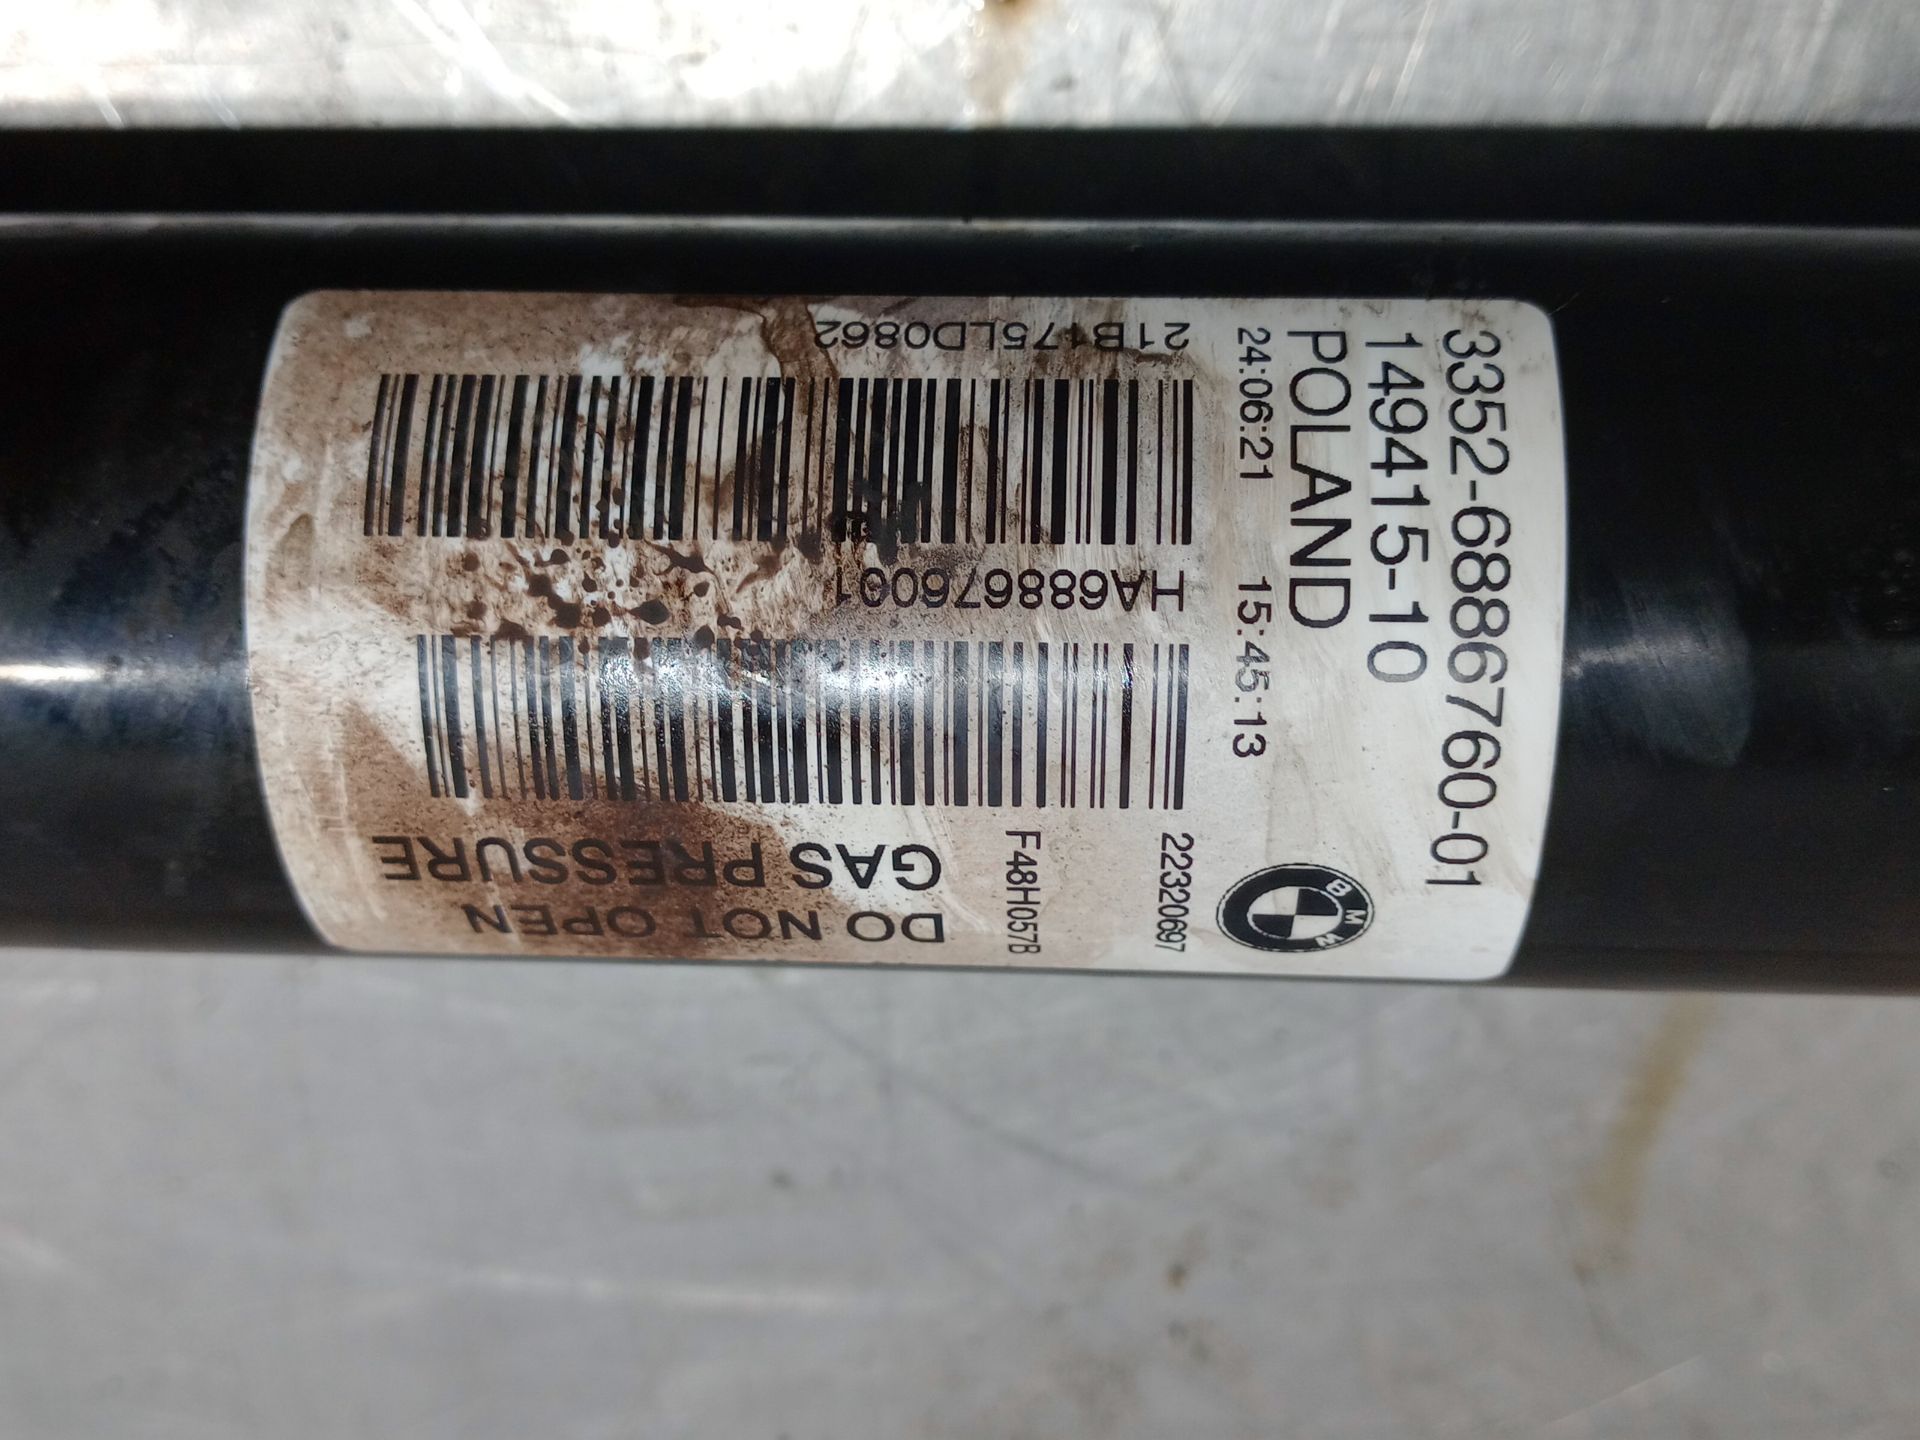 3352-6886760-01
149415-10
POLAND
24:06:21 15:45:13
BMW
22320697
F48H057B
21B175LD0862
HA688676001
GAS PRESSURE
DO NOT OPEN